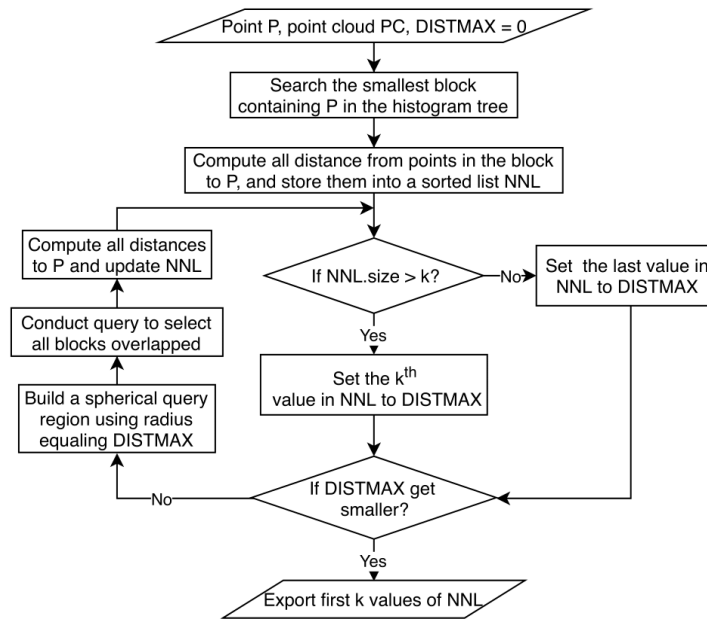 Point P, point cloud PC, DISTMAX = 0
Search the smallest block
containing P in the histogram tree
Compute all distance from points in the block
to P, and store them into a sorted list NNL
Compute all distances
to P and update NNL
If NNL.size > k?
No
Set the last value in
NNL to DISTMAX
Conduct query to select
all blocks overlapped
Yes
Set the kth
value in NNL to DISTMAX
Build a spherical query
region using radius
equaling DISTMAX
If DISTMAX get
smaller?
No
Yes
Export first k values of NNL